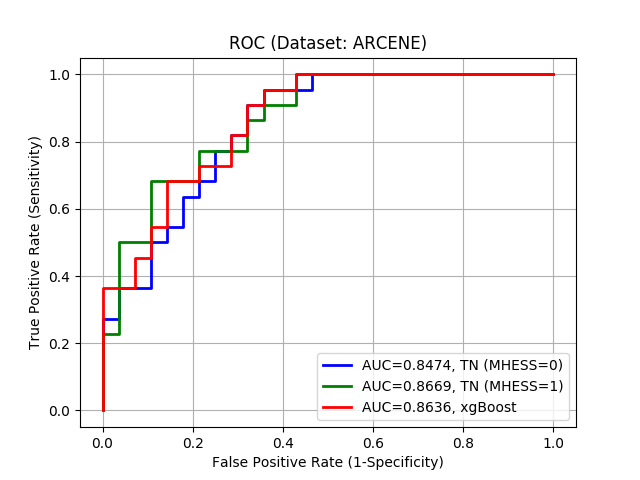 ROC (Dataset: ARCENE)
True Positive Rate (Sensitivity)
1.0
0.8
0.6
0.4
0.2
0.0
AUC=0.8474, TN (MHESS=0)
AUC=0.8669, TN (MHESS=1)
AUC=0.8636, xgBoost
0.0 0.2 0.4 0.6 0.8 1.0
False Positive Rate (1-Specificity)